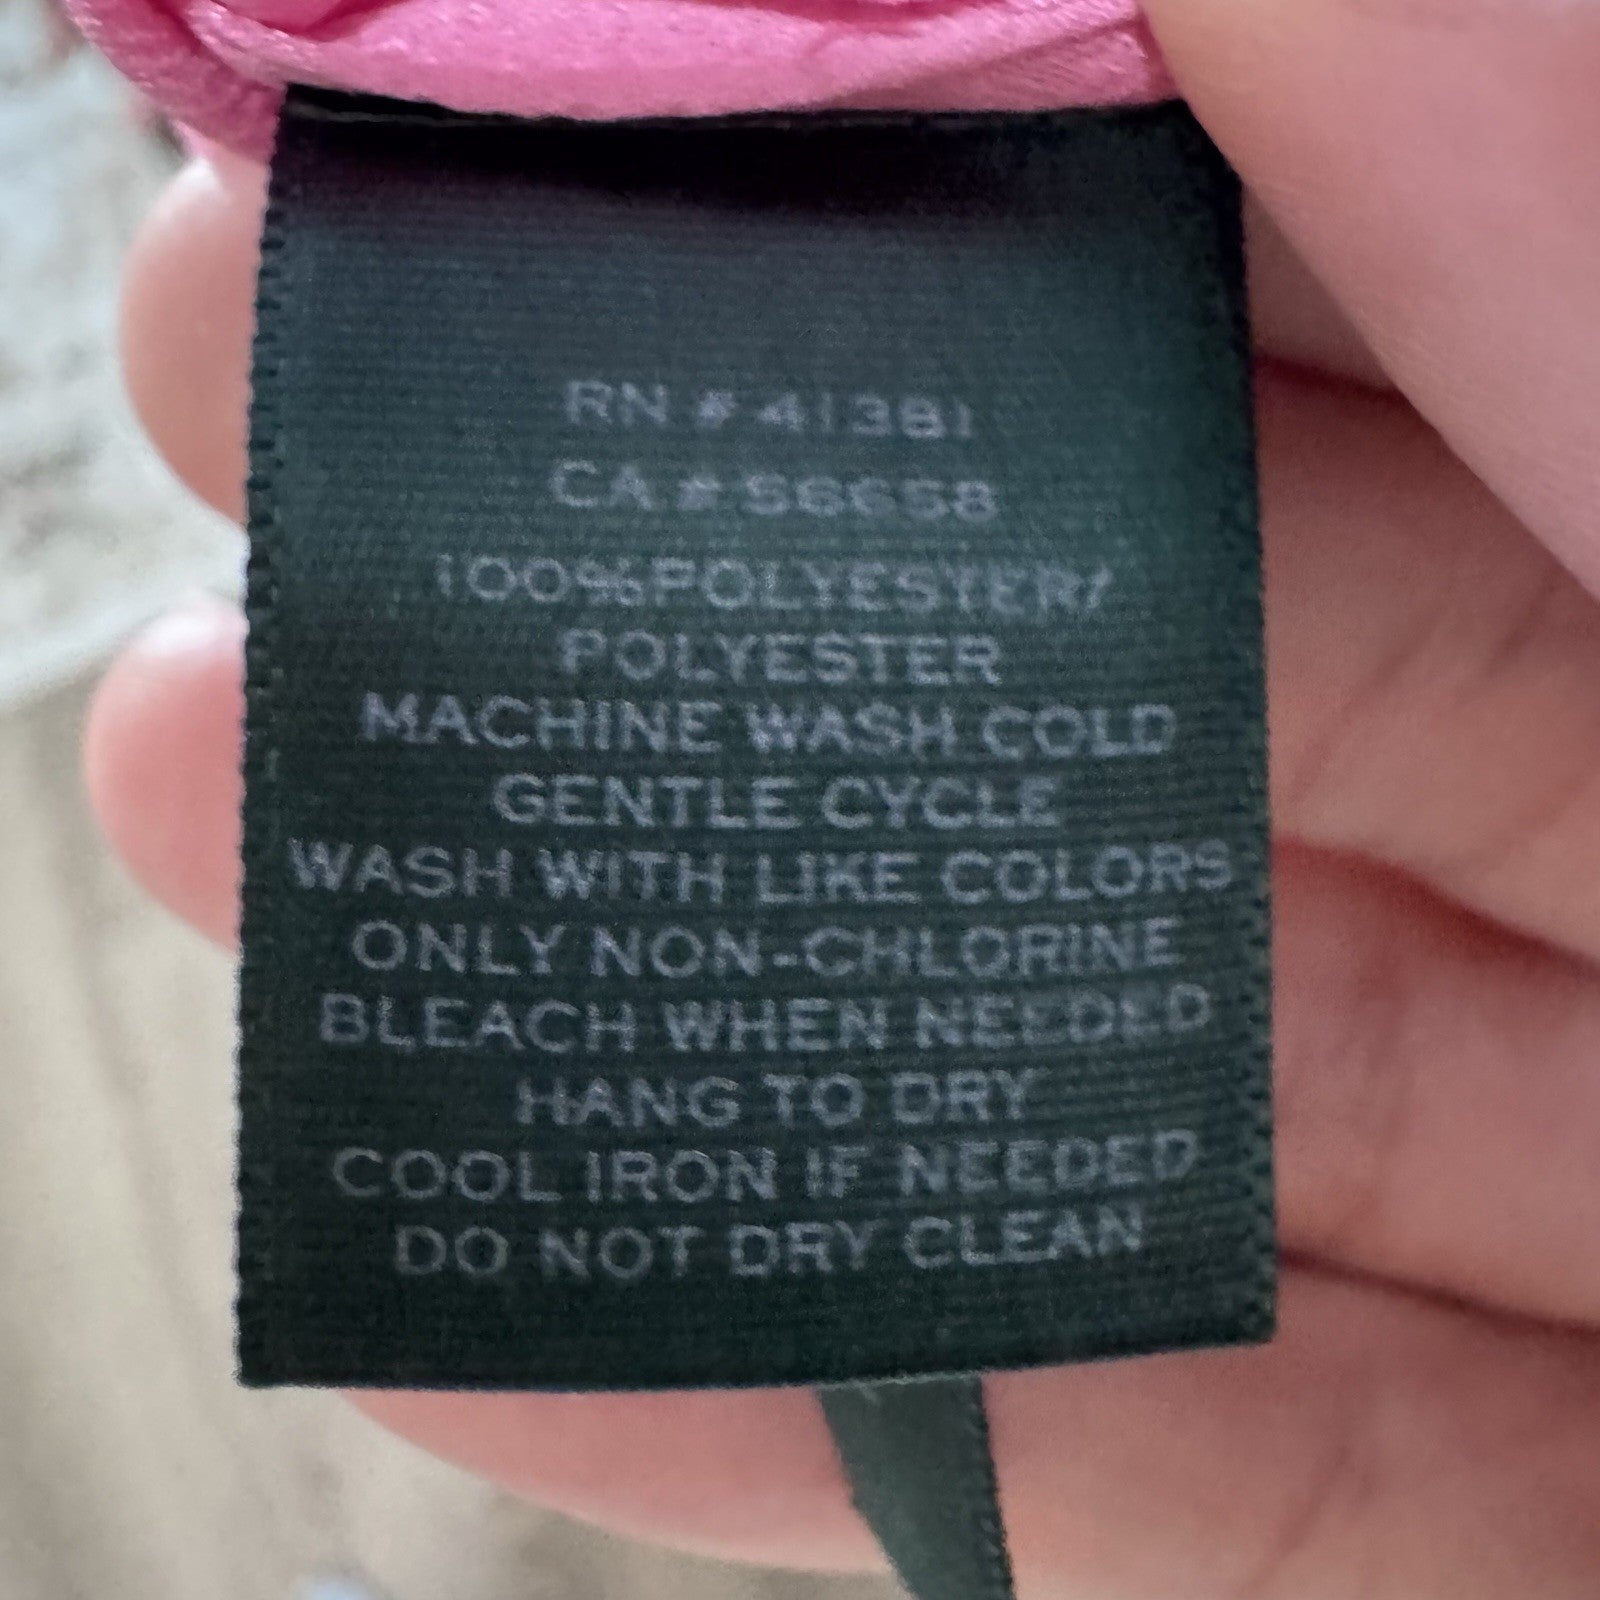 RN # 41381
CA # 56658
100%POLYESTER/
POLYESTER
MACHINE WASH COLD
GENTLE CYCLE
WASH WITH LIKE COLORS
ONLY NON-CHLORINE
BLEACH WHEN NEEDED
HANG TO DRY
COOL IRON IF NEEDED
DO NOT DRY CLEAN